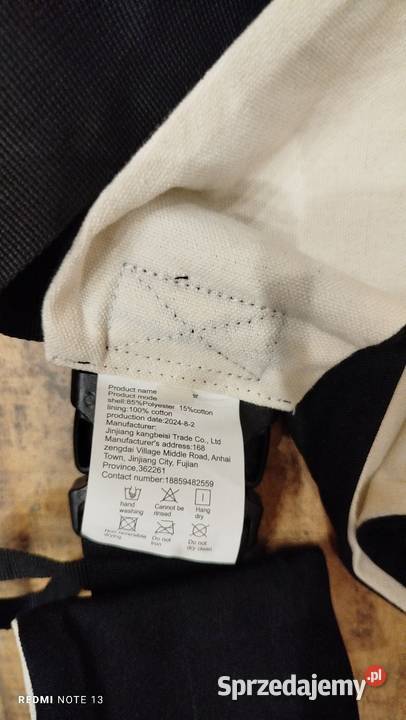 Product name
Product mode
shell:85%Polyester 15%cotton
lining:100% cotton
production date:2024-8-2
Manufacturer:
Jinjiang kangbeisi Trade Co., Ltd
Manufacturer's address:168
zengdai Village Middle Road, Anhai
Town, Jinjiang City, Fujian
Province,362261
Contact number:18859482559
hand
washing
Cannot be
rinsed
Hang
dry
drying
Do not
iron
Do not
dry clean
REDMI NOTE 13
Sprzedajemy.pl